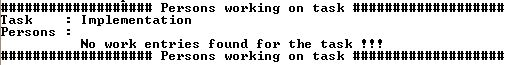 #################### Persons working on task ####################
Task    : Implementation
Persons :
          No work entries found for the task !!!
#################### Persons working on task ####################